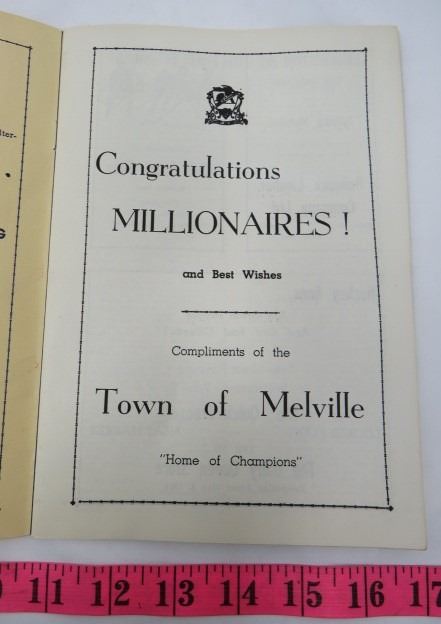 Congratulations
MILLIONAIRES !
and Best Wishes
Compliments of the
Town of Melville
"Home of Champions"
11 12 13 14 15 16 17